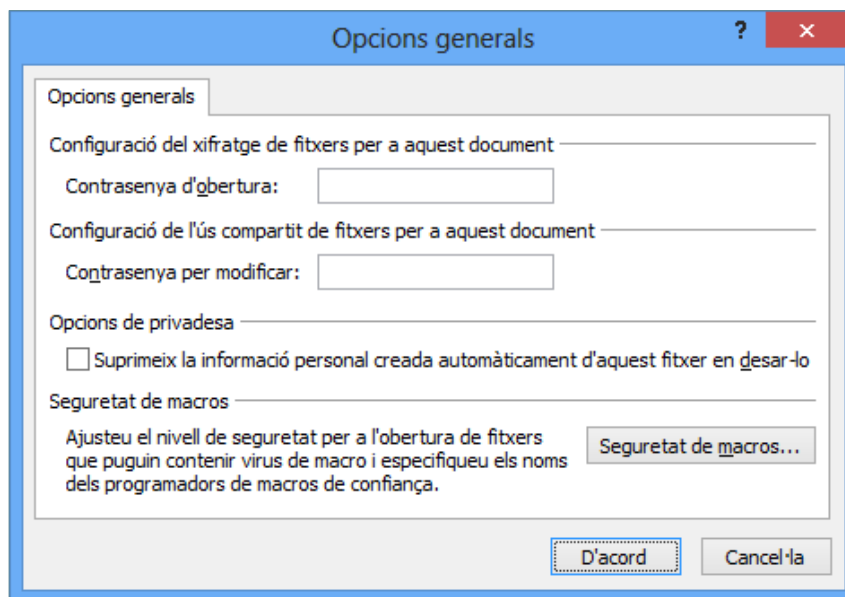 Opcions generals
?
Opcions generals
Configuració del xifratge de fitxers per a aquest document
Contrasenya d'obertura:
Configuració de l'ús compartit de fitxers per a aquest document
Contrasenya per modificar:
Opcions de privadesa
Suprimeix la informació personal creada automàticament d'aquest fitxer en desar-lo
Seguretat de macros
Ajusteu el nivell de seguretat per a l'obertura de fitxers
que puguin contenir virus de macro i especifiqueu els noms
dels programadors de macros de confiança.
Seguretat de macros...
D'acord
Cancel·la